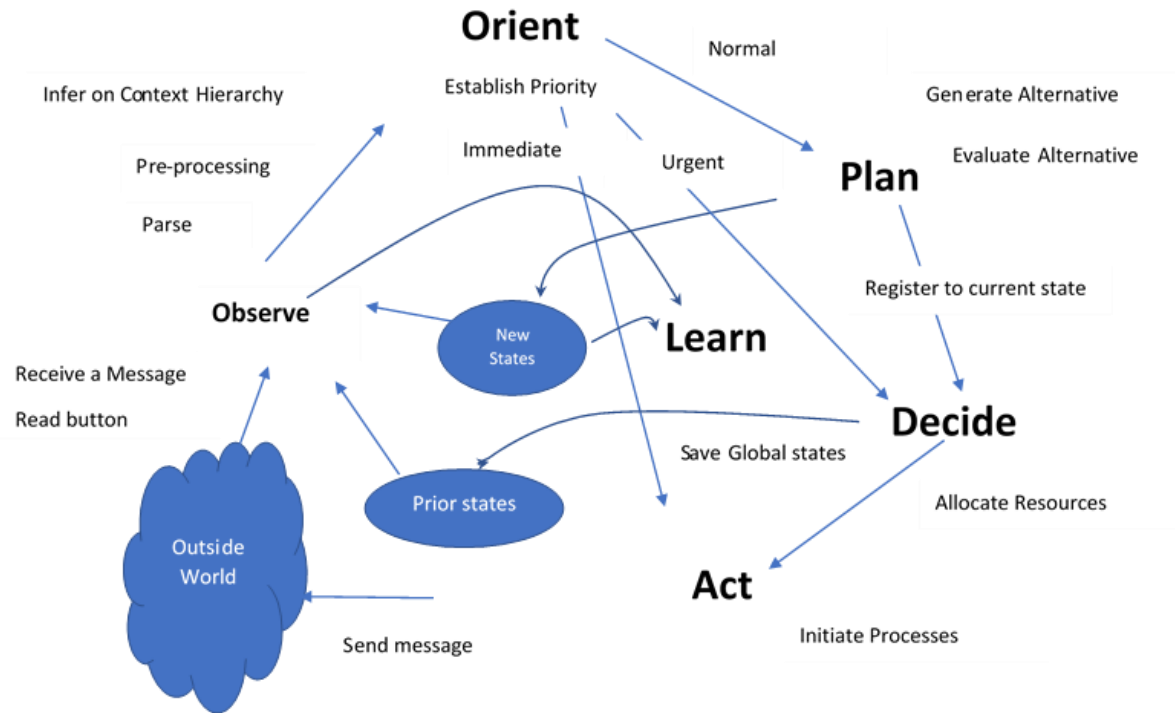 Orient
Normal
Establish Priority
Infer on Context Hierarchy
Generate Alternative
Immediate
Urgent
Evaluate Alternative
Pre-processing
Plan
Parse
Register to current state
Observe
New
States
Learn
Receive a Message
Read button
Decide
Save Global states
Prior states
Allocate Resources
Outside
World
Act
Initiate Processes
Send message